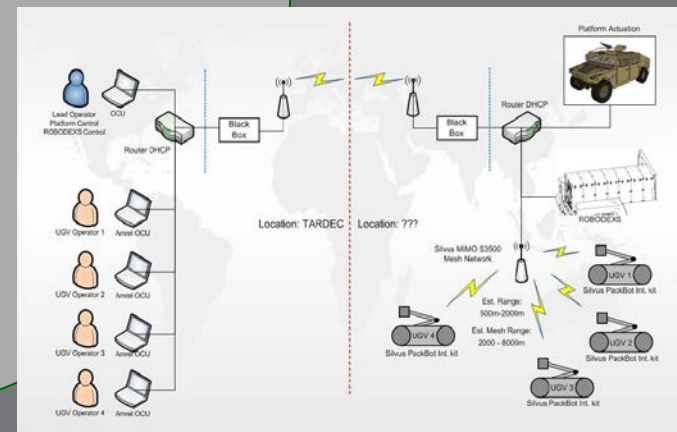 Platform Actuation
Lead Operator
Platform Control
ROBODEXS Control
OCU
Router DHCP
Black
Box
Black
Box
Router DHCP
ROBODEXS
UGV Operator 1
Amrel OCU
UGV Operator 2
Amrel OCU
UGV Operator 3
Amrel OCU
UGV Operator 4
Amrel OCU
Location: TARDEC
Location: ???
Silvus MIMO S3500
Mesh Network
Est. Range:
500m-2000m
Est. Mesh Range:
2000 - 8000m
UGV 1
Silvus PackBot Int. kit
UGV 2
Silvus PackBot Int. kit
UGV 3
Silvus PackBot Int. kit
UGV 4
Silvus PackBot Int. kit